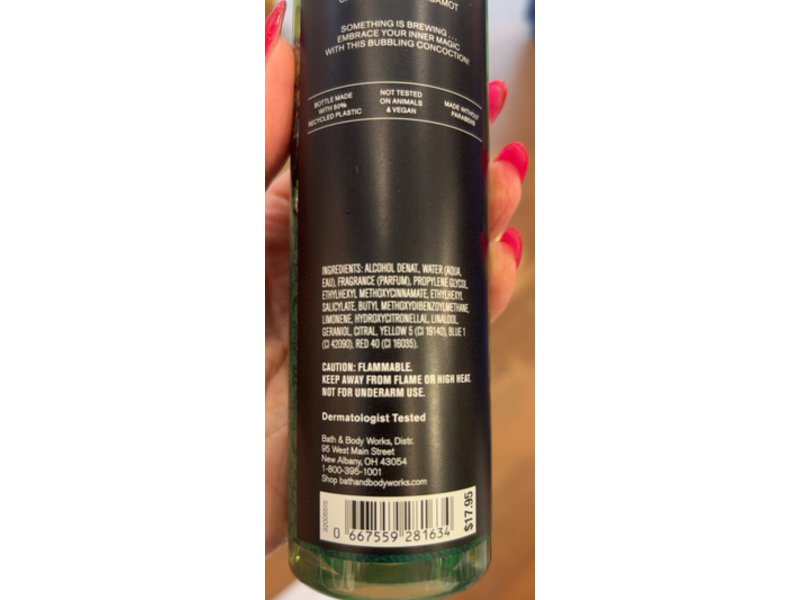 SOMETHING IS BREWING . . .
EMBRACE YOUR INNER MAGIC
WITH THIS BUBBLING CONCOCTION!
BOTTLE MADE
WITH 50%
RECYCLED PLASTIC
NOT TESTED
ON ANIMALS
& VEGAN
MADE WITHOUT
PARABENS
INGREDIENTS: ALCOHOL DENAT., WATER (AQUA,
EAU), FRAGRANCE (PARFUM), PROPYLENE GLYCOL,
ETHYLHEXYL METHOXYCINNAMATE, ETHYLHEXYL
SALICYLATE, BUTYL METHOXYDIBENZOYLMETHANE,
LIMONENE, HYDROXYCITRONELLAL, LINALOOL,
GERANIOL, CITRAL, YELLOW 5 (CI 19140), BLUE 1
(CI 42090), RED 40 (CI 16035).
CAUTION: FLAMMABLE.
KEEP AWAY FROM FLAME OR HIGH HEAT.
NOT FOR UNDERARM USE.
Dermatologist Tested
Bath & Body Works, Distr.
95 West Main Street
New Albany, OH 43054
1-800-395-1001
Shop bathandbodyworks.com
$17.95
0 667559 281634